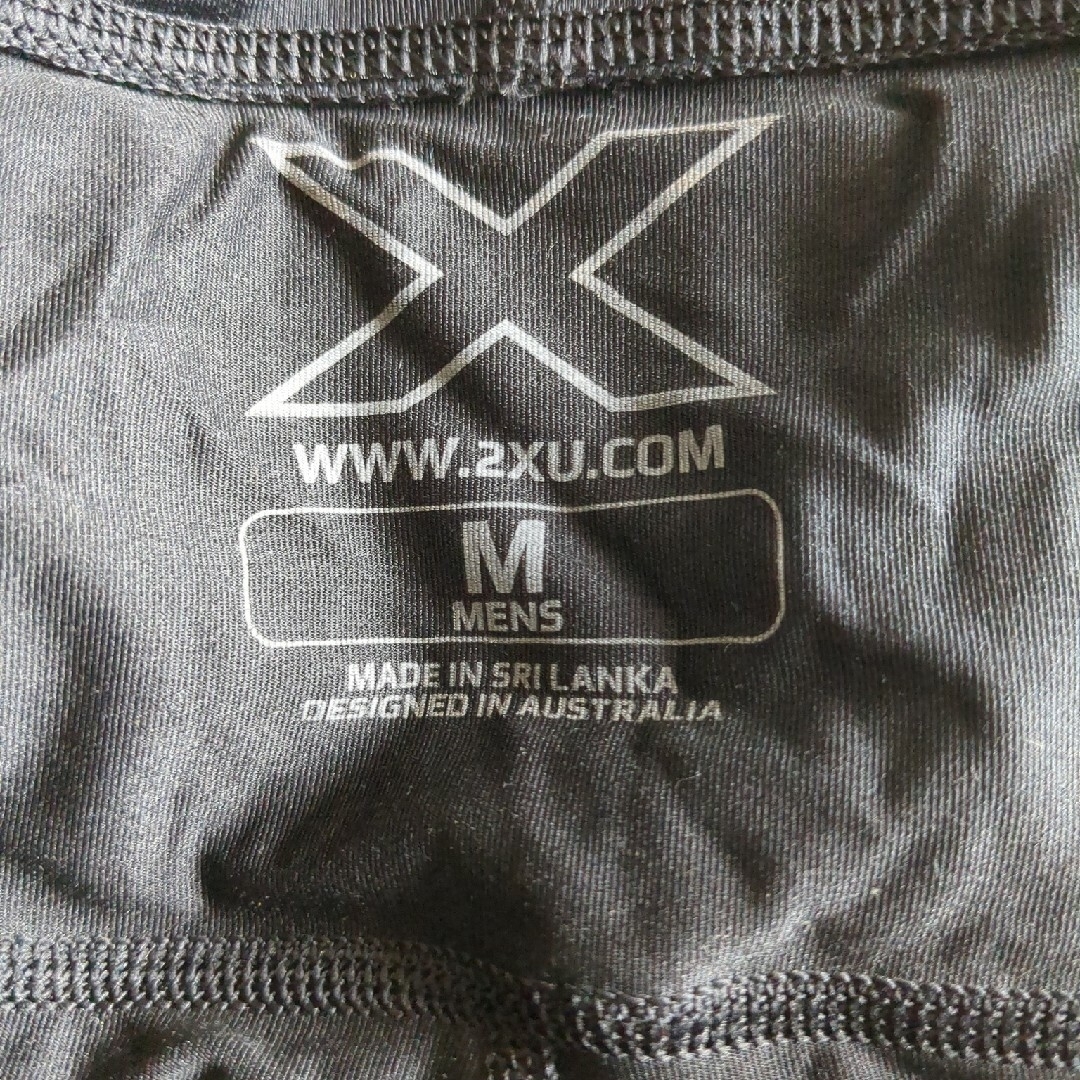 X
WWW.2XU.COM
M
MENS
MADE IN SRI LANKA
DESIGNED IN AUSTRALIA